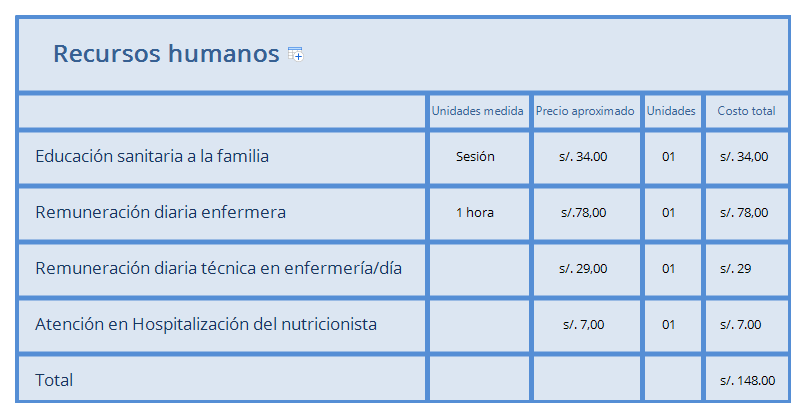 Recursos humanos
Unidades medida Precio aproximado Unidades Costo total
Educación sanitaria a la familia Sesión s/. 34.00 01 s/. 34,00
Remuneración diaria enfermera 1 hora s/.78,00 01 s/. 78,00
Remuneración diaria técnica en enfermería/día s/. 29,00 01 s/. 29
Atención en Hospitalización del nutricionista s/. 7,00 01 s/. 7.00
Total s/. 148.00